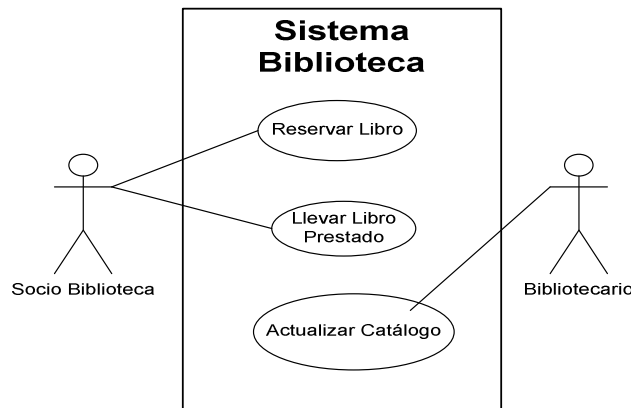 Sistema
Biblioteca
Reservar Libro
Llevar Libro
Prestado
Socio Biblioteca
Bibliotecario
Actualizar Catálogo